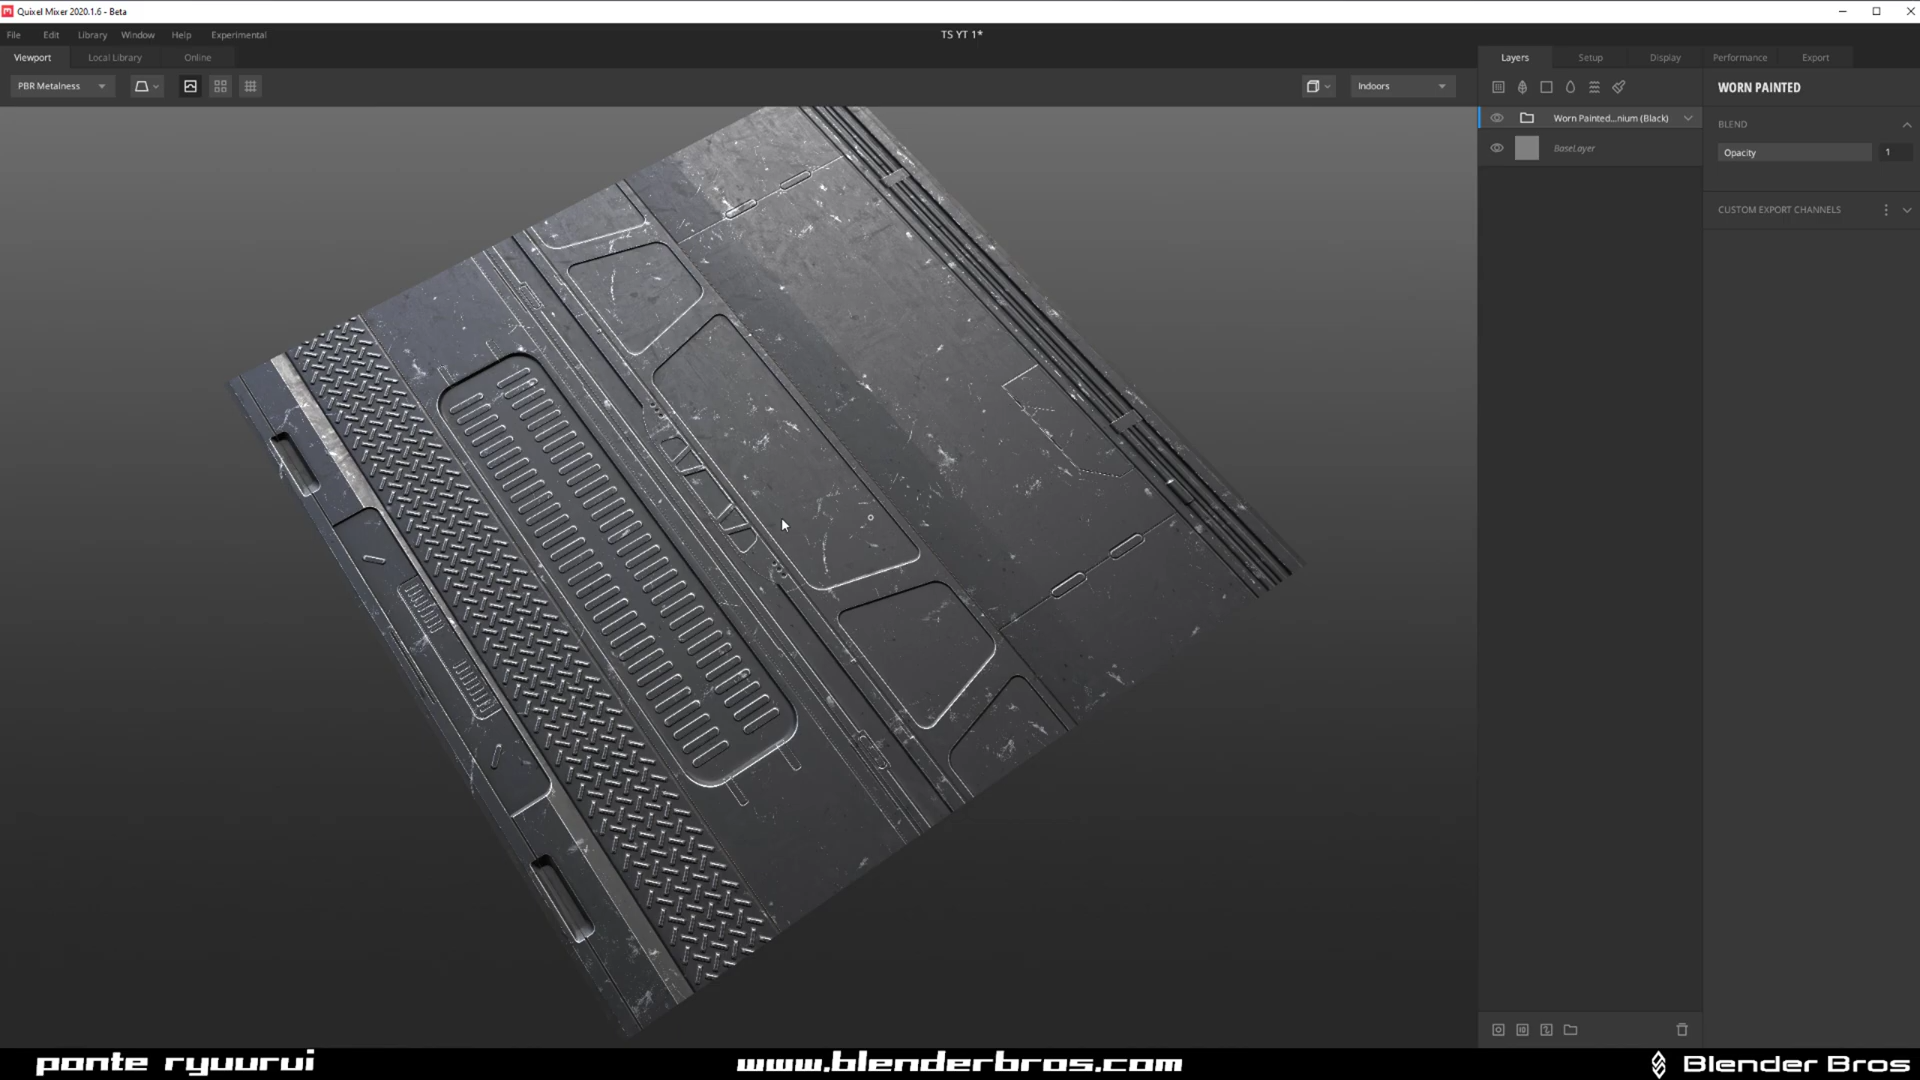 Quixel Mixer 2020.1.6 - Beta
File Edit Library Window Help Experimental
TS YT 1*
Viewport Local Library Online
Layers Setup Display Performance Export
PBR Metalness
Indoors
WORN PAINTED
Worn Painted...nium (Black)
BLEND
BaseLayer
Opacity 1
CUSTOM EXPORT CHANNELS
ponte ryuurui
www.blenderbros.com
Blender Bros